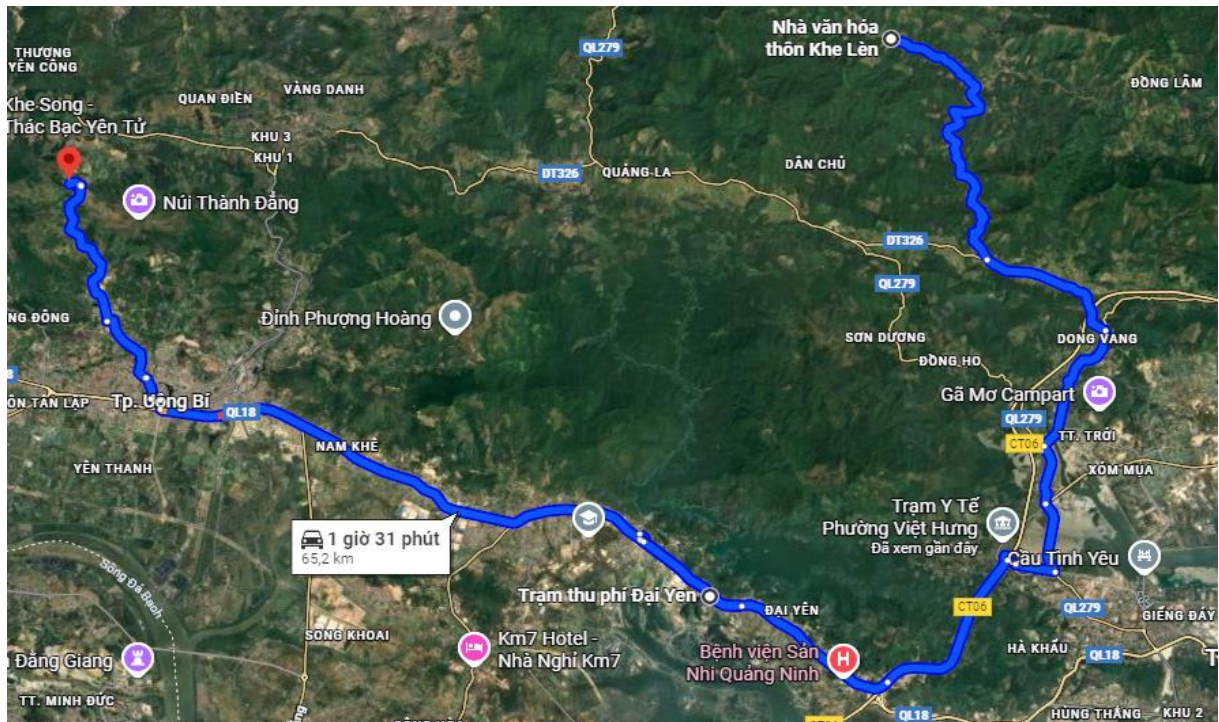 Nhà văn hóa
thôn Khe Lèn
QL279
THƯỢNG
YÊN CÔNG
VÀNG DANH
QUAN ĐIỀN
ĐỒNG LÂM
Khe Song -
Thác Bạc Yên Tử
KHU 3
KHU 1
DÂN CHỦ
DT326
QUẢNG LA
Núi Thành Đẳng
DT326
QL279
Đỉnh Phượng Hoàng
SƠN DƯƠNG
DONG VANG
ĐỒNG HO
Gã Mơ Campart
Tp. Uông Bí
QL18
QL279
TT. TRỚI
CT06
NAM KHÊ
YÊN THANH
XÓM MUA
Trạm Y Tế
Phường Việt Hưng
Đã xem gần đây
1 giờ 31 phút
65,2 km
Cầu Tình Yêu
Sông Đá Bạch
Trạm thu phí Đại Yên
ĐẠI YÊN
CT06
QL279
GIẾNG ĐÁY
SONG KHOAI
Km7 Hotel -
Nhà Nghỉ Km7
Bệnh viện Sản
Nhi Quảng Ninh
HÀ KHẨU
Đằng Giang
TT. MINH ĐỨC
QL18
HÙNG THẮNG
KHU 2